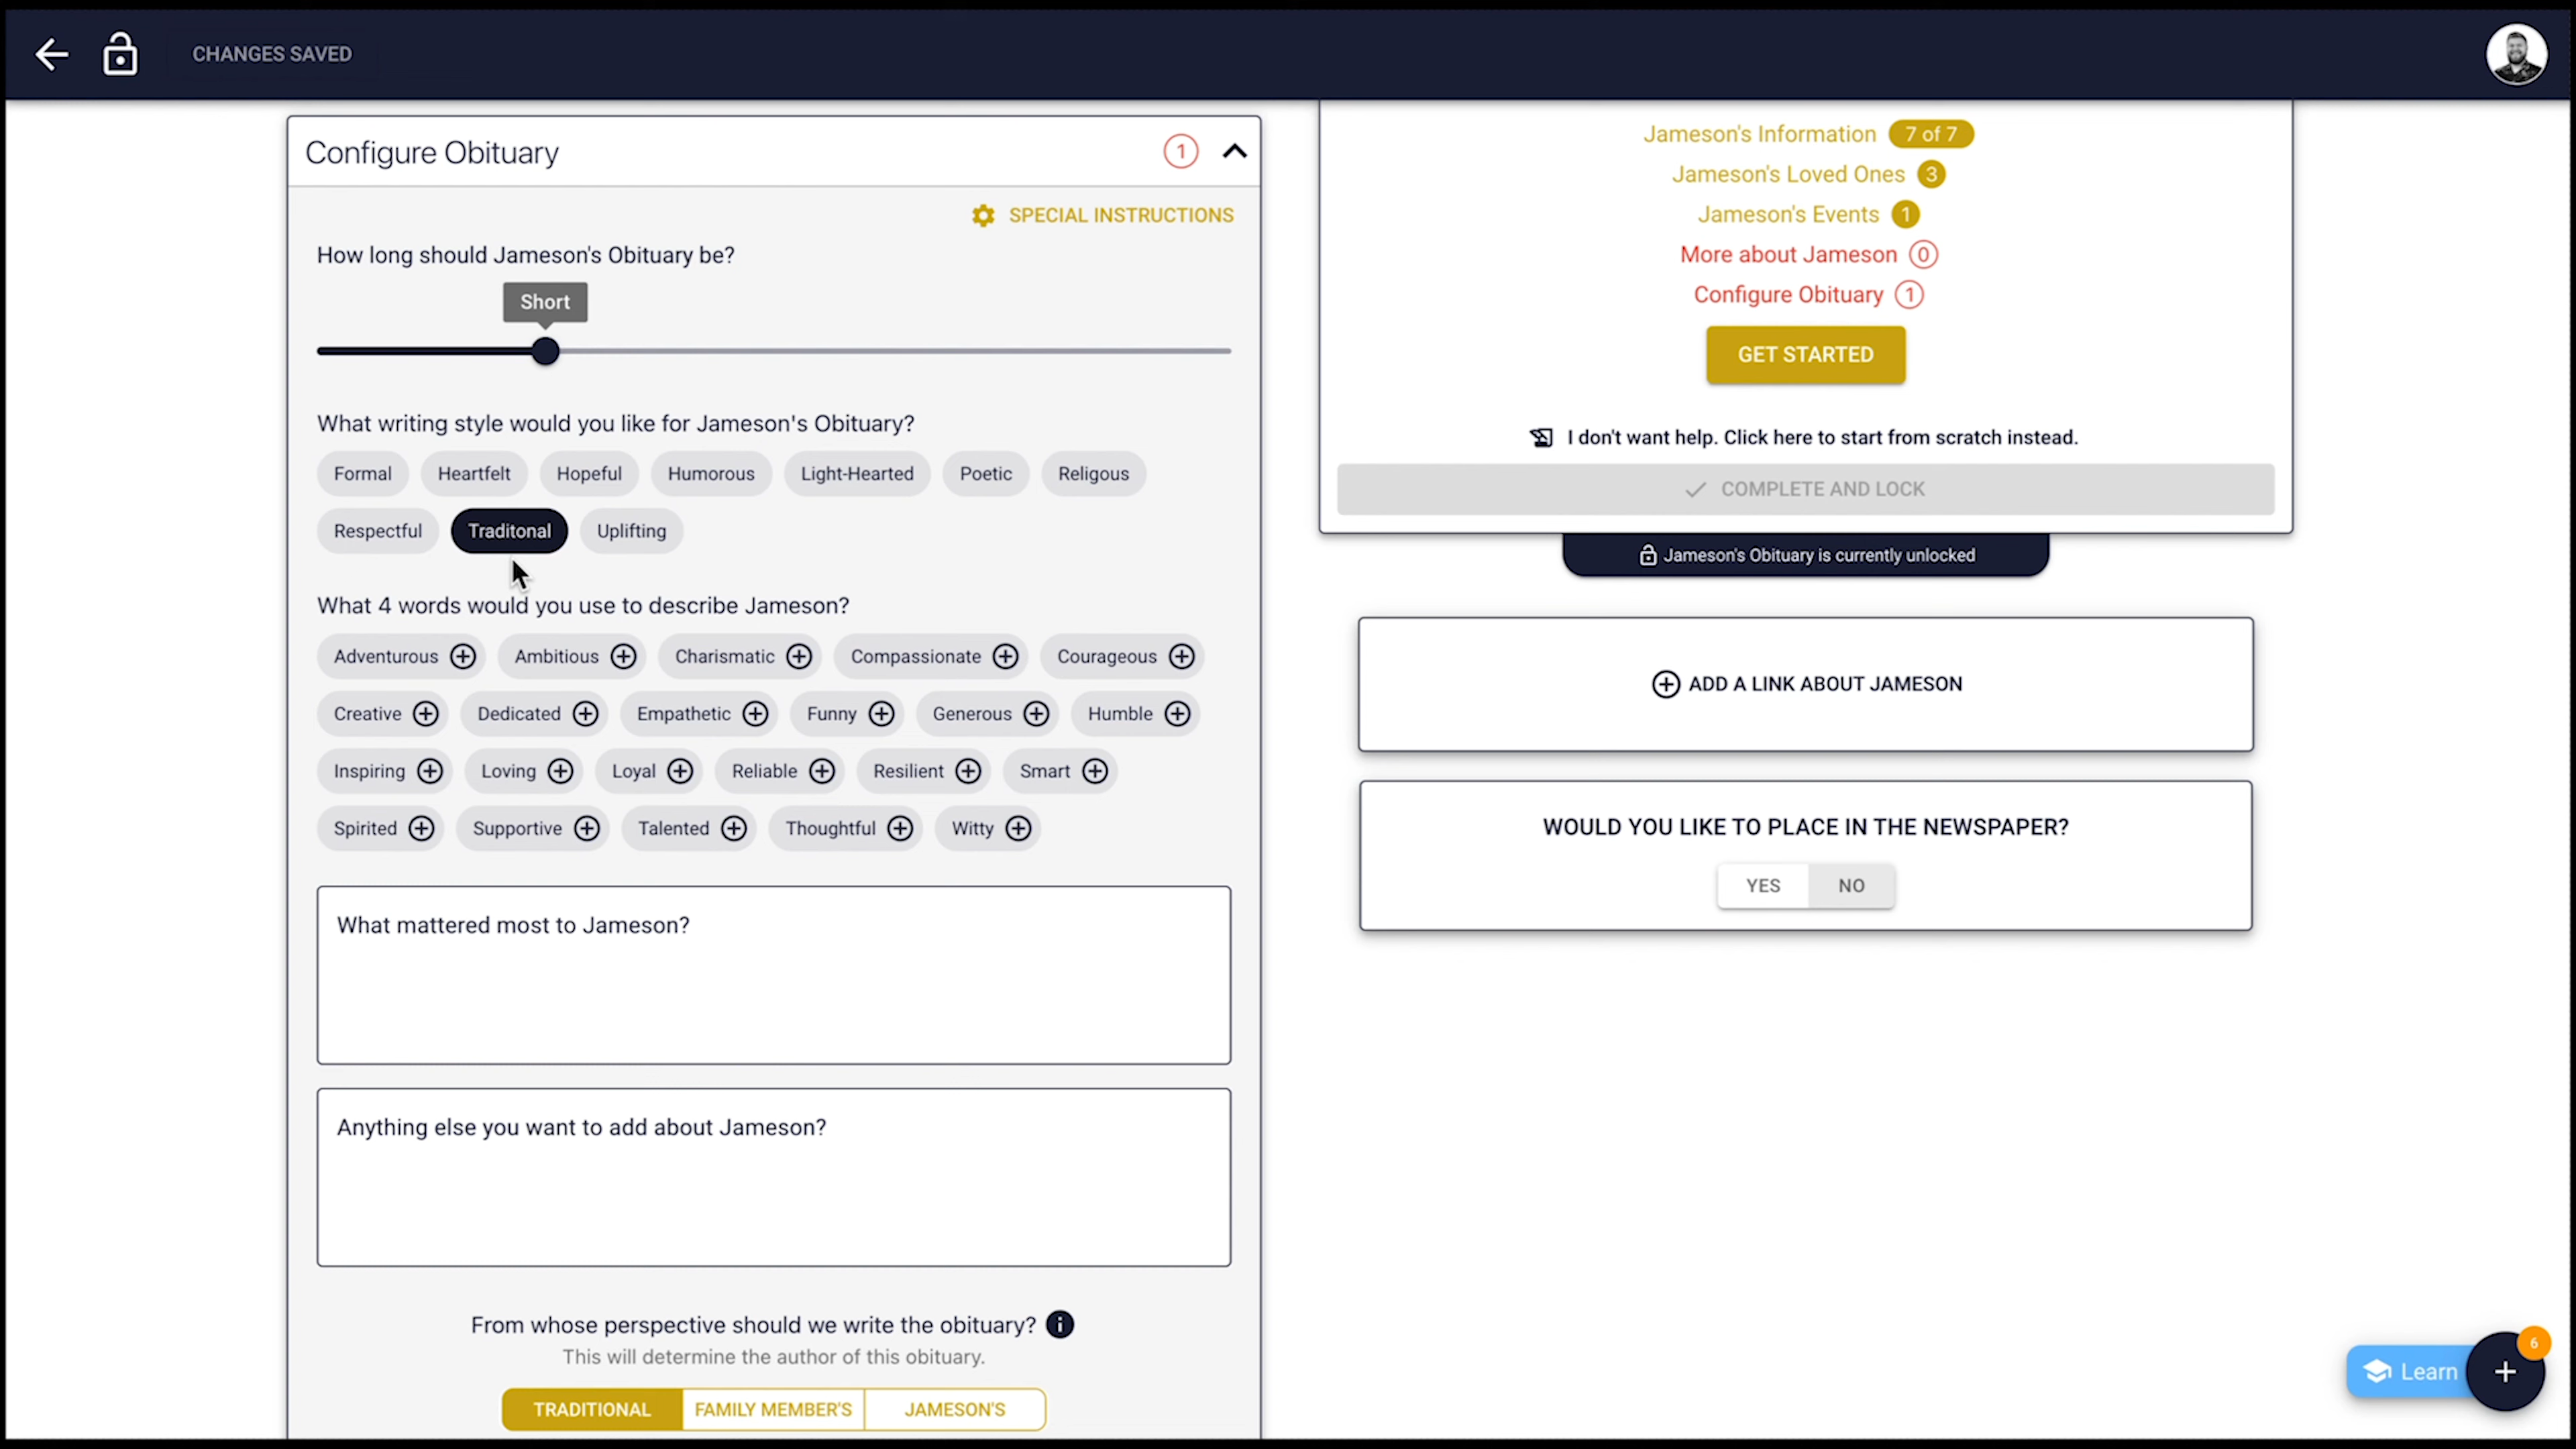 CHANGES SAVED
Configure Obituary 1
SPECIAL INSTRUCTIONS
How long should Jameson's Obituary be?
Short
What writing style would you like for Jameson's Obituary?
Formal Heartfelt Hopeful Humorous Light-Hearted Poetic Religous
Respectful Traditonal Uplifting
What 4 words would you use to describe Jameson?
Adventurous Ambitious Charismatic Compassionate Courageous
Creative Dedicated Empathetic Funny Generous Humble
Inspiring Loving Loyal Reliable Resilient Smart
Spirited Supportive Talented Thoughtful Witty
What mattered most to Jameson?
Anything else you want to add about Jameson?
From whose perspective should we write the obituary?
This will determine the author of this obituary.
TRADITIONAL FAMILY MEMBER'S JAMESON'S
Jameson's Information 7 of 7
Jameson's Loved Ones 3
Jameson's Events 1
More about Jameson 0
Configure Obituary 1
GET STARTED
I don't want help. Click here to start from scratch instead.
COMPLETE AND LOCK
Jameson's Obituary is currently unlocked
ADD A LINK ABOUT JAMESON
WOULD YOU LIKE TO PLACE IN THE NEWSPAPER?
YES NO
6
Learn